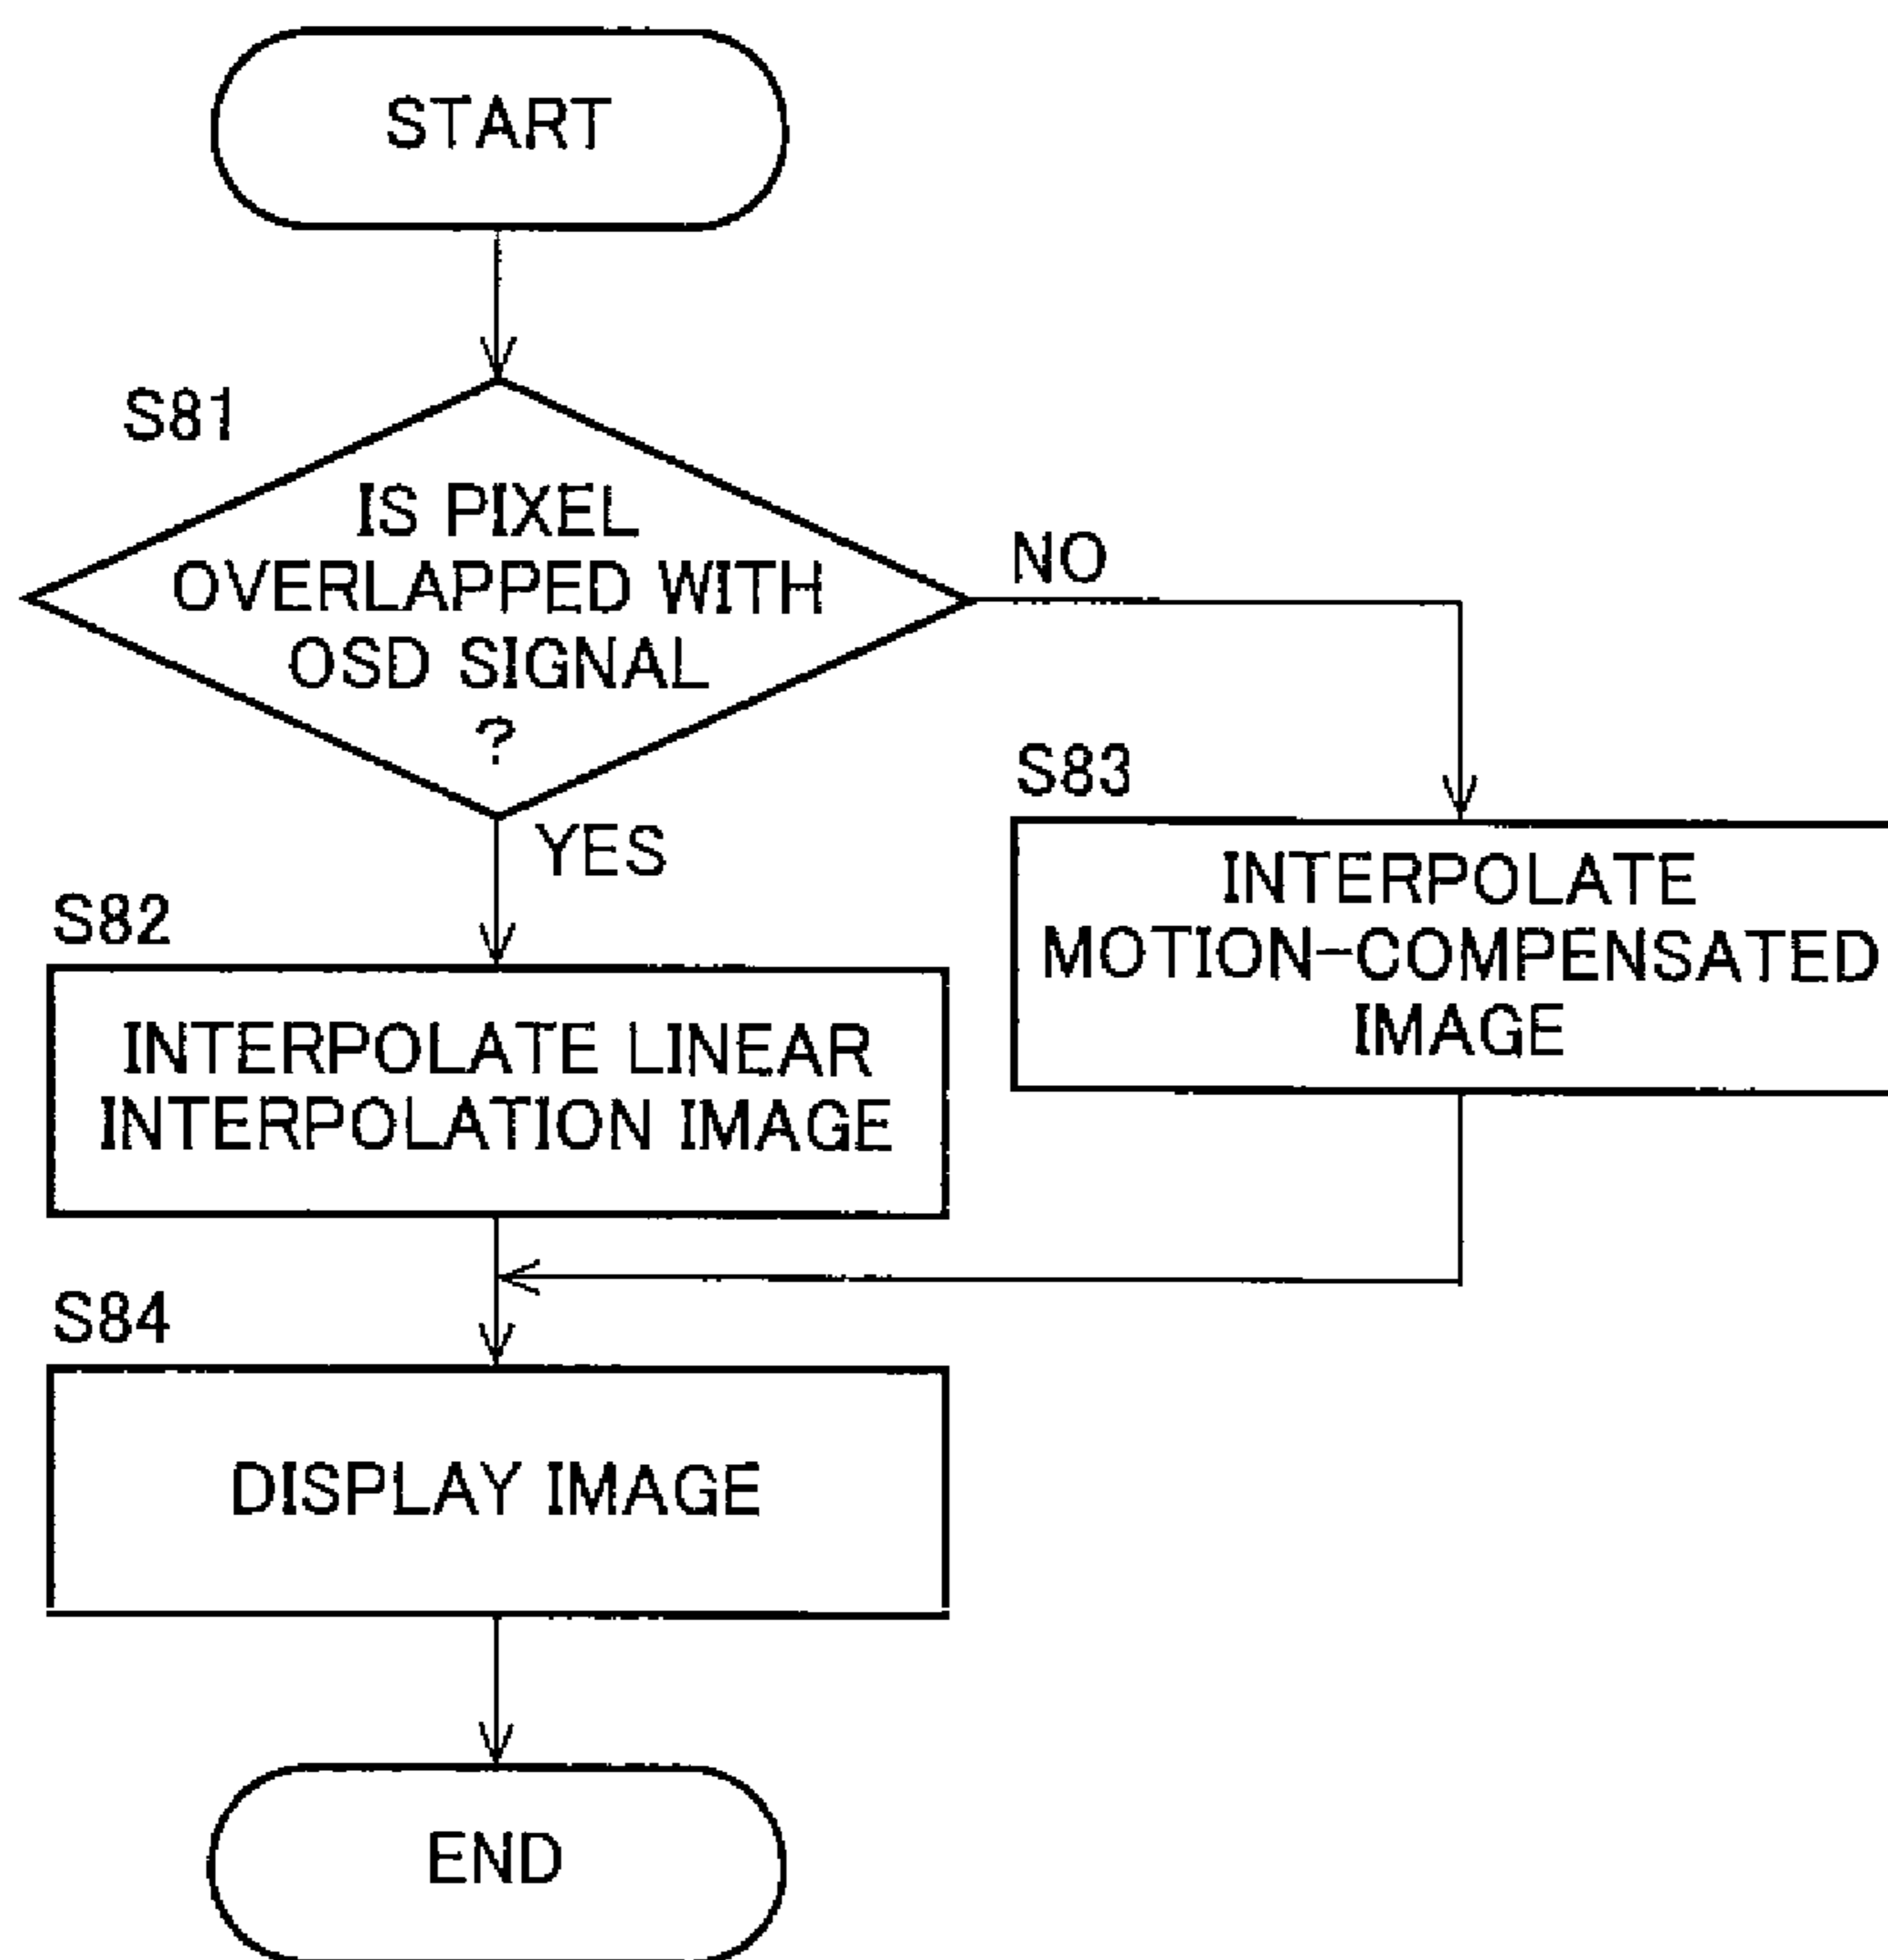 START
S81
IS PIXEL
OVERLAPPED WITH
OSD SIGNAL
?
NO
YES
S83
INTERPOLATE
MOTION-COMPENSATED
IMAGE
S82
INTERPOLATE LINEAR
INTERPOLATION IMAGE
S84
DISPLAY IMAGE
END